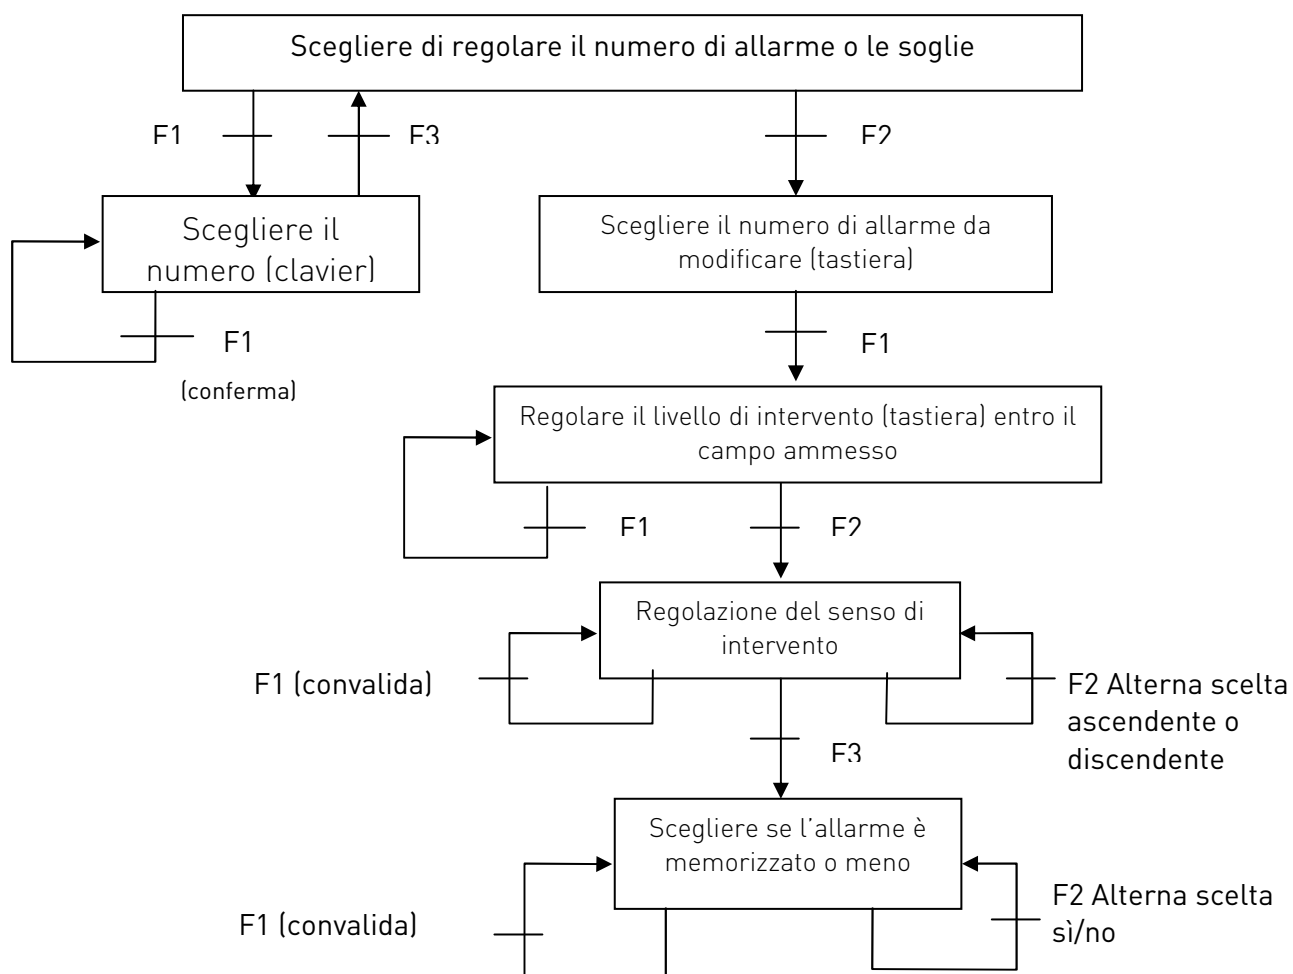 Scegliere di regolare il numero di allarme o le soglie
F1
F3
F2
Scegliere il
numero (clavier)
Scegliere il numero di allarme da
modificare (tastiera)
F1
(conferma)
F1
Regolare il livello di intervento (tastiera) entro il
campo ammesso
F1
F2
Regolazione del senso di
intervento
F1 (convalida)
F2 Alterna scelta
ascendente o
discendente
F3
Scegliere se l'allarme è
memorizzato o meno
F1 (convalida)
F2 Alterna scelta
sì/no